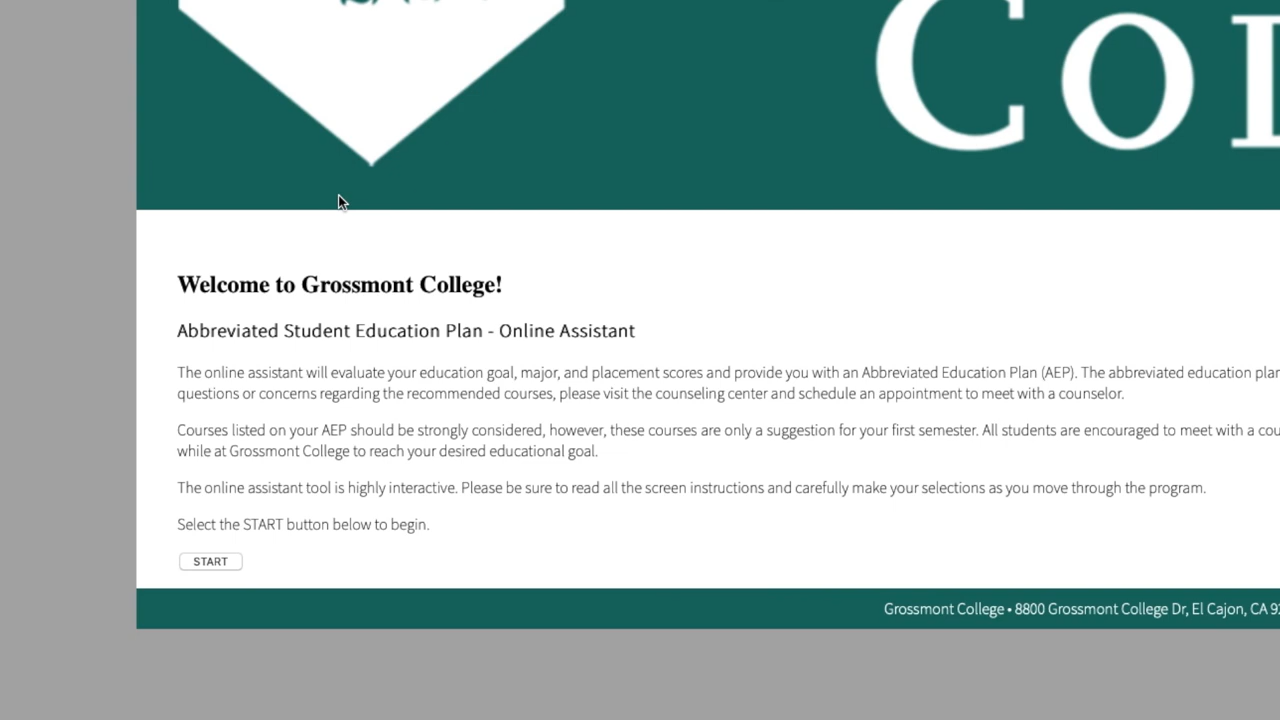 Co
Welcome to Grossmont College!
Abbreviated Student Education Plan - Online Assistant
The online assistant will evaluate your education goal, major, and placement scores and provide you with an Abbreviated Education Plan (AEP). The abbreviated education plan
questions or concerns regarding the recommended courses, please visit the counseling center and schedule an appointment to meet with a counselor.
Courses listed on your AEP should be strongly considered, however, these courses are only a suggestion for your first semester. All students are encouraged to meet with a cou
while at Grossmont College to reach your desired educational goal.
The online assistant tool is highly interactive. Please be sure to read all the screen instructions and carefully make your selections as you move through the program.
Select the START button below to begin.
START
Grossmont College • 8800 Grossmont College Dr, El Cajon, CA 9